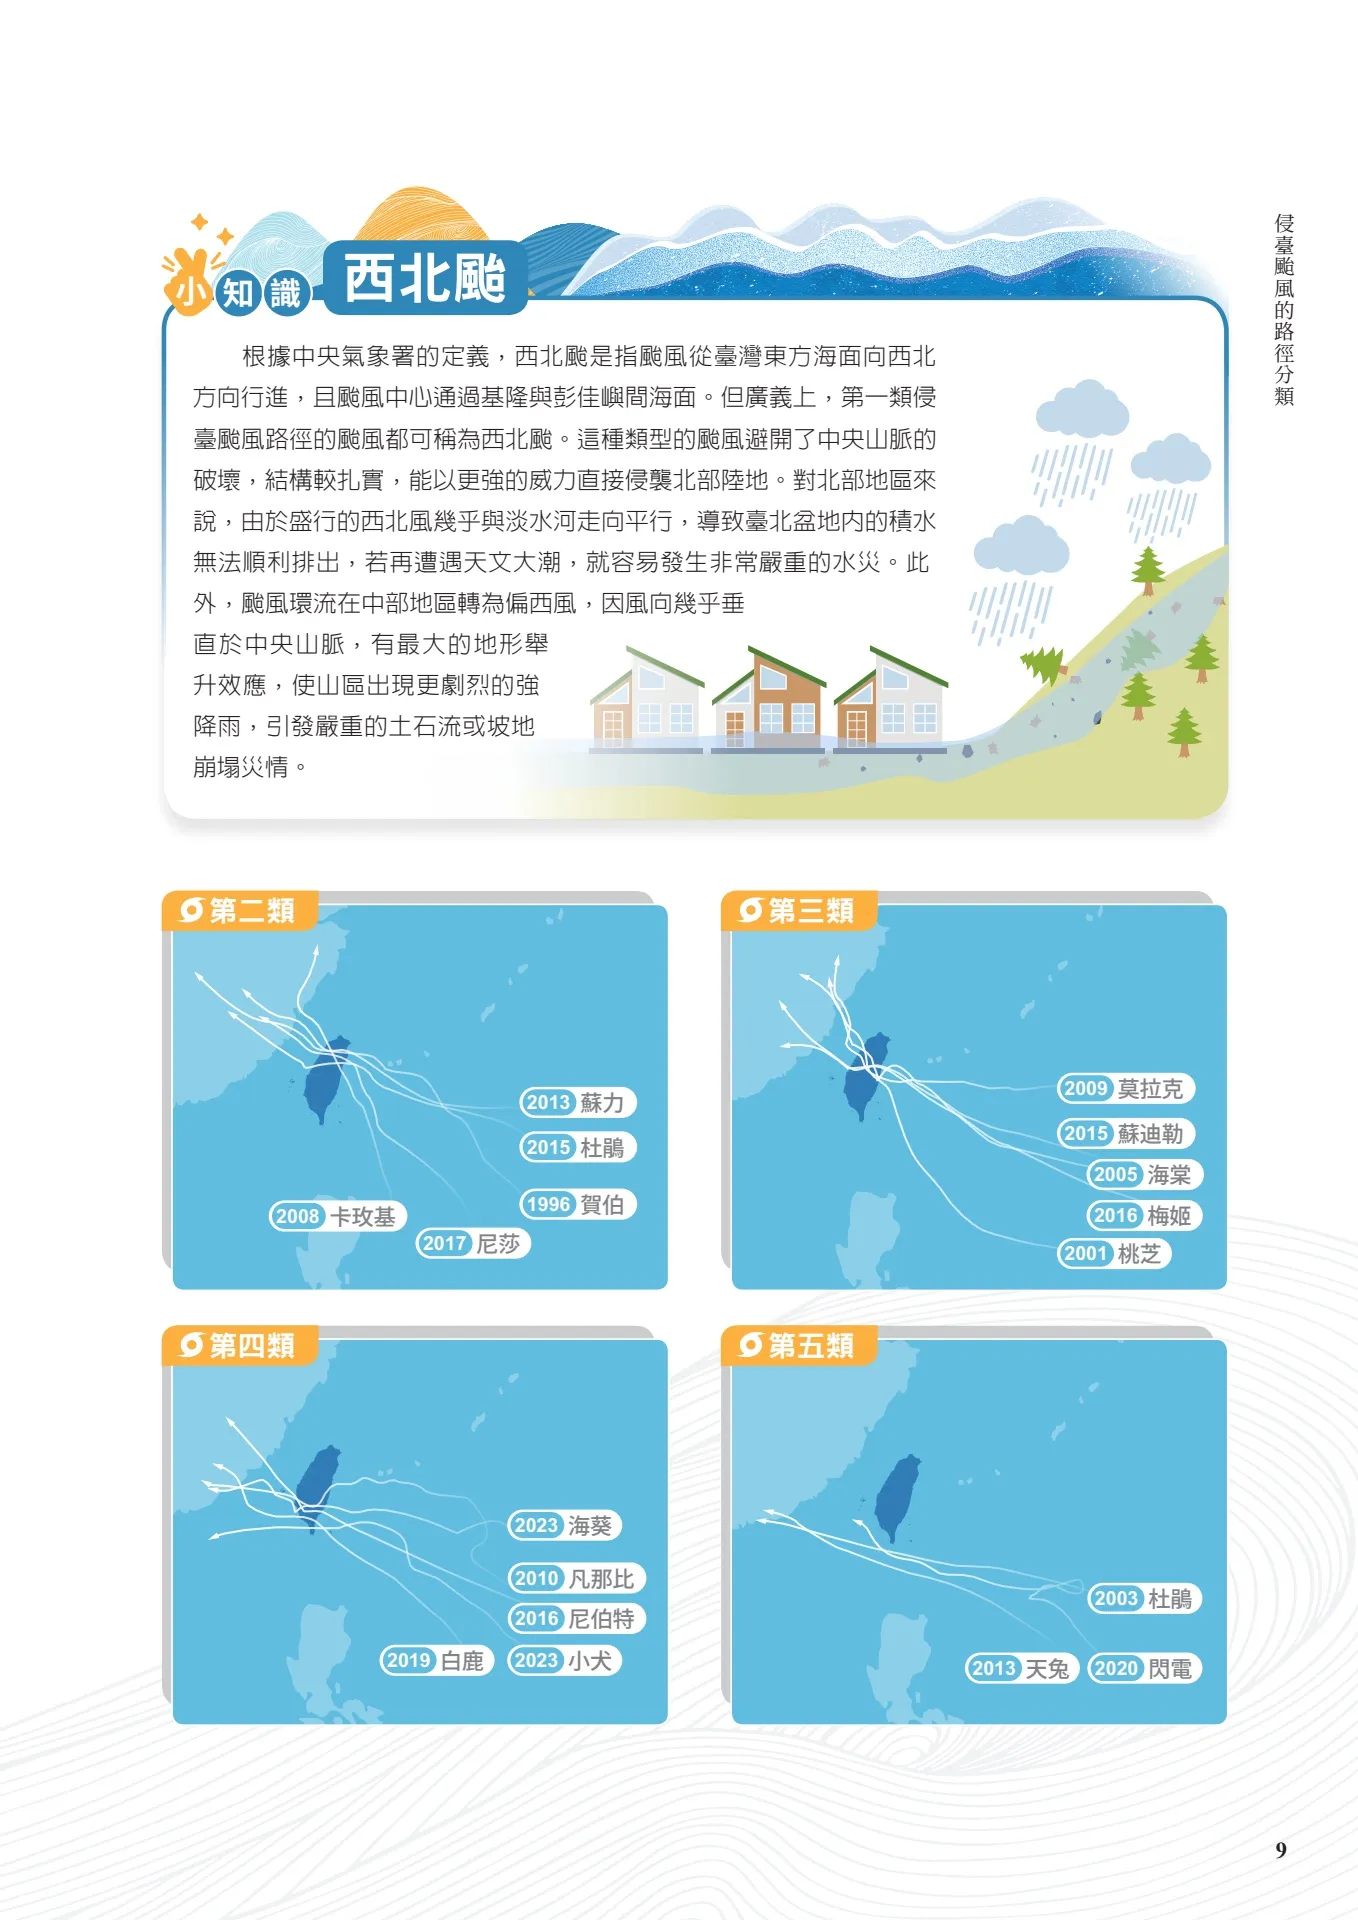 侵臺颱風的路徑分類
小知識
西北颱
根據中央氣象署的定義，西北颱是指颱風從臺灣東方海面向西北
方向行進，且颱風中心通過基隆與彭佳嶼間海面。但廣義上，第一類侵
臺颱風路徑的颱風都可稱為西北颱。這種類型的颱風避開了中央山脈的
破壞，結構較扎實，能以更強的威力直接侵襲北部陸地。對北部地區來
說，由於盛行的西北風幾乎與淡水河走向平行，導致臺北盆地內的積水
無法順利排出，若再遭遇天文大潮，就容易發生非常嚴重的水災。此
外，颱風環流在中部地區轉為偏西風，因風向幾乎垂
直於中央山脈，有最大的地形舉
升效應，使山區出現更劇烈的強
降雨，引發嚴重的土石流或坡地
崩塌災情。
第二類
2013 蘇力
2015 杜鵑
1996 賀伯
2008 卡玫基
2017 尼莎
第三類
2009 莫拉克
2015 蘇迪勒
2005 海棠
2016 梅姬
2001 桃芝
第四類
2023 海葵
2010 凡那比
2016 尼伯特
2019 白鹿
2023 小犬
第五類
2003 杜鵑
2013 天兔
2020 閃電
9